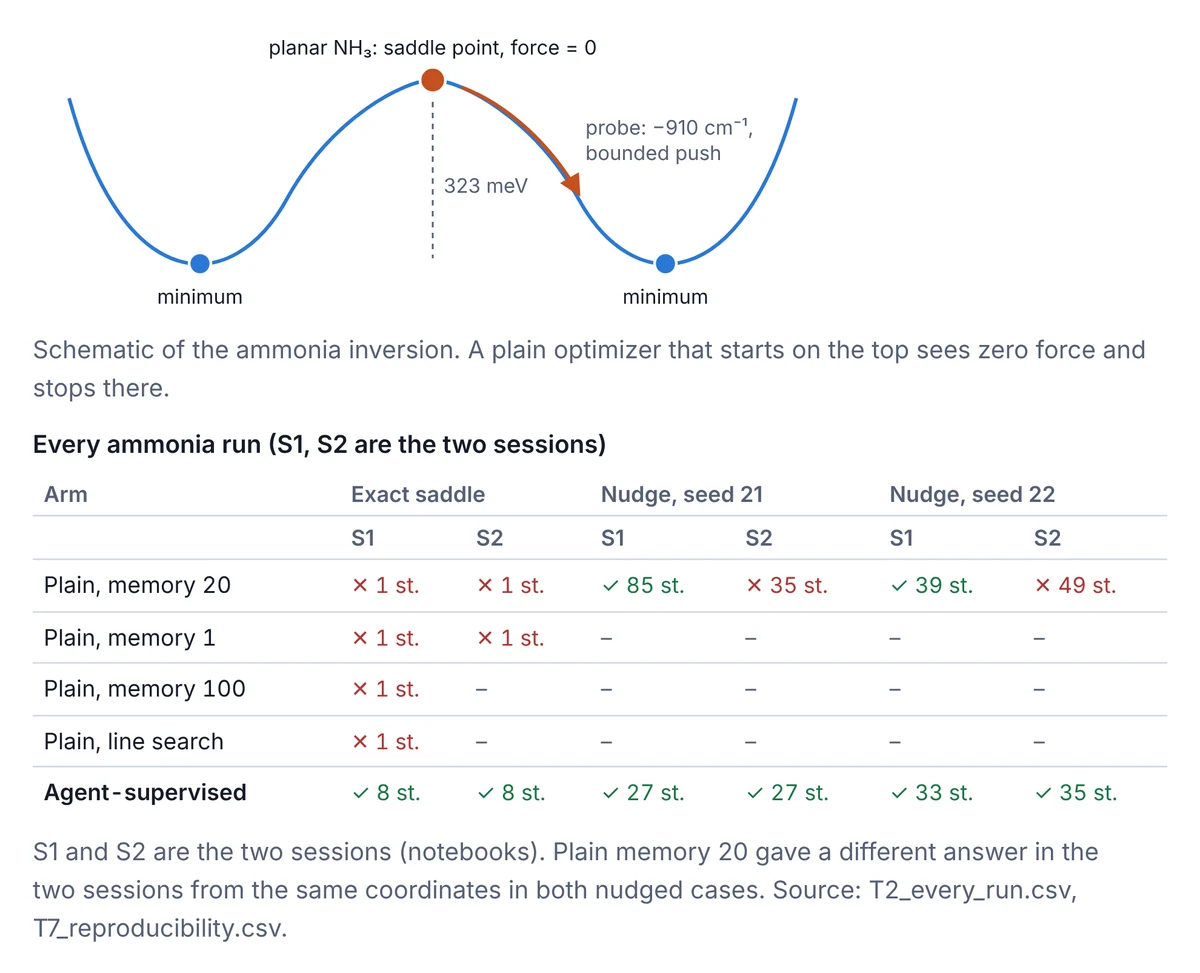 planar NH₃: saddle point, force = 0
probe: −910 cm⁻¹,
bounded push
323 meV
minimum minimum
Schematic of the ammonia inversion. A plain optimizer that starts on the top sees zero force and
stops there.
Every ammonia run (S1, S2 are the two sessions)
Arm Exact saddle Nudge, seed 21 Nudge, seed 22
S1 S2 S1 S2 S1 S2
Plain, memory 20 ✕ 1 st. ✕ 1 st. ✓ 85 st. ✕ 35 st. ✓ 39 st. ✕ 49 st.
Plain, memory 1 ✕ 1 st. ✕ 1 st. – – – –
Plain, memory 100 ✕ 1 st. – – – – –
Plain, line search ✕ 1 st. – – – – –
Agent-supervised ✓ 8 st. ✓ 8 st. ✓ 27 st. ✓ 27 st. ✓ 33 st. ✓ 35 st.
S1 and S2 are the two sessions (notebooks). Plain memory 20 gave a different answer in the
two sessions from the same coordinates in both nudged cases. Source: T2_every_run.csv,
T7_reproducibility.csv.